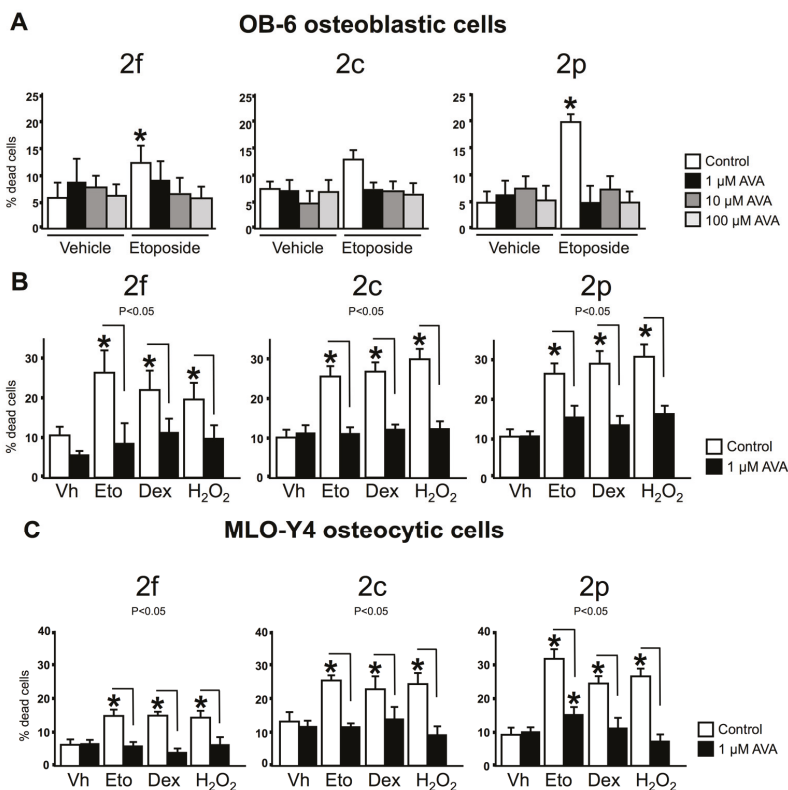 A
OB-6 osteoblastic cells
2f 2c 2p
% dead cells
25 20 15 10 5 0
*
25 20 15 10 5 0
25 20 15 10 5 0
*
Control
1 µM AVA
10 µM AVA
100 µM AVA
Vehicle Etoposide Vehicle Etoposide Vehicle Etoposide
B
2f 2c 2p
P<0.05 P<0.05 P<0.05
% dead cells
30 20 10 0
* * *
30 20 10 0
* * *
30 20 10 0
* * *
Control
1 µM AVA
Vh Eto Dex H₂O₂ Vh Eto Dex H₂O₂ Vh Eto Dex H₂O₂
C
MLO-Y4 osteocytic cells
2f 2c 2p
P<0.05 P<0.05 P<0.05
% dead cells
40 30 20 10 0
* * *
40 30 20 10 0
* * *
40 30 20 10 0
* * * *
Control
1 µM AVA
Vh Eto Dex H₂O₂ Vh Eto Dex H₂O₂ Vh Eto Dex H₂O₂